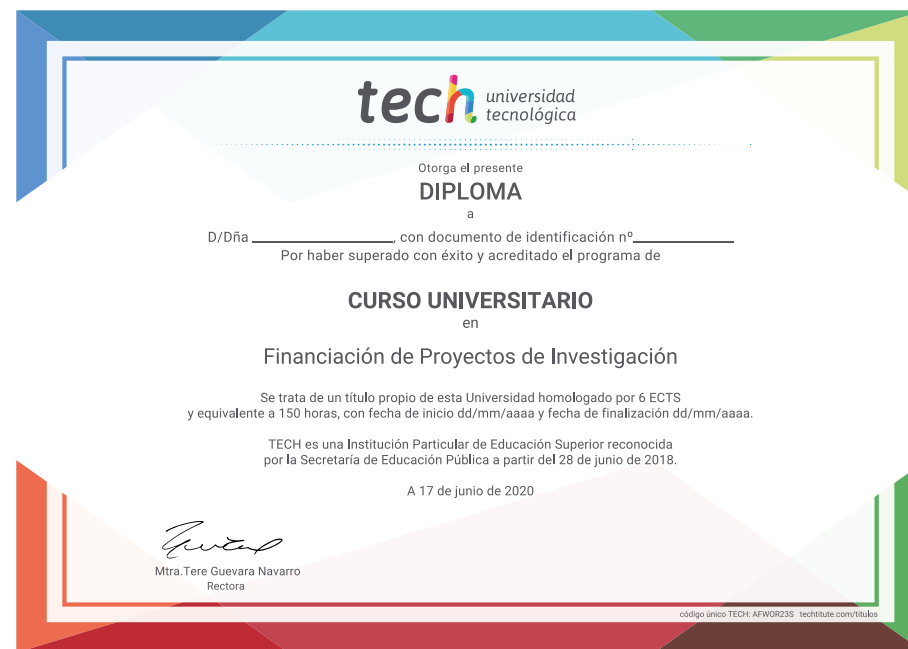 tech universidad
tecnológica
Otorga el presente
DIPLOMA
a
D/Dña ____________________, con documento de identificación nº______________
Por haber superado con éxito y acreditado el programa de
CURSO UNIVERSITARIO
en
Financiación de Proyectos de Investigación
Se trata de un título propio de esta Universidad homologado por 6 ECTS
y equivalente a 150 horas, con fecha de inicio dd/mm/aaaa y fecha de finalización dd/mm/aaaa.
TECH es una Institución Particular de Educación Superior reconocida
por la Secretaría de Educación Pública a partir del 28 de junio de 2018.
A 17 de junio de 2020
Mtra.Tere Guevara Navarro
Rectora
código único TECH: AFWOR23S techtitute.com/titulos